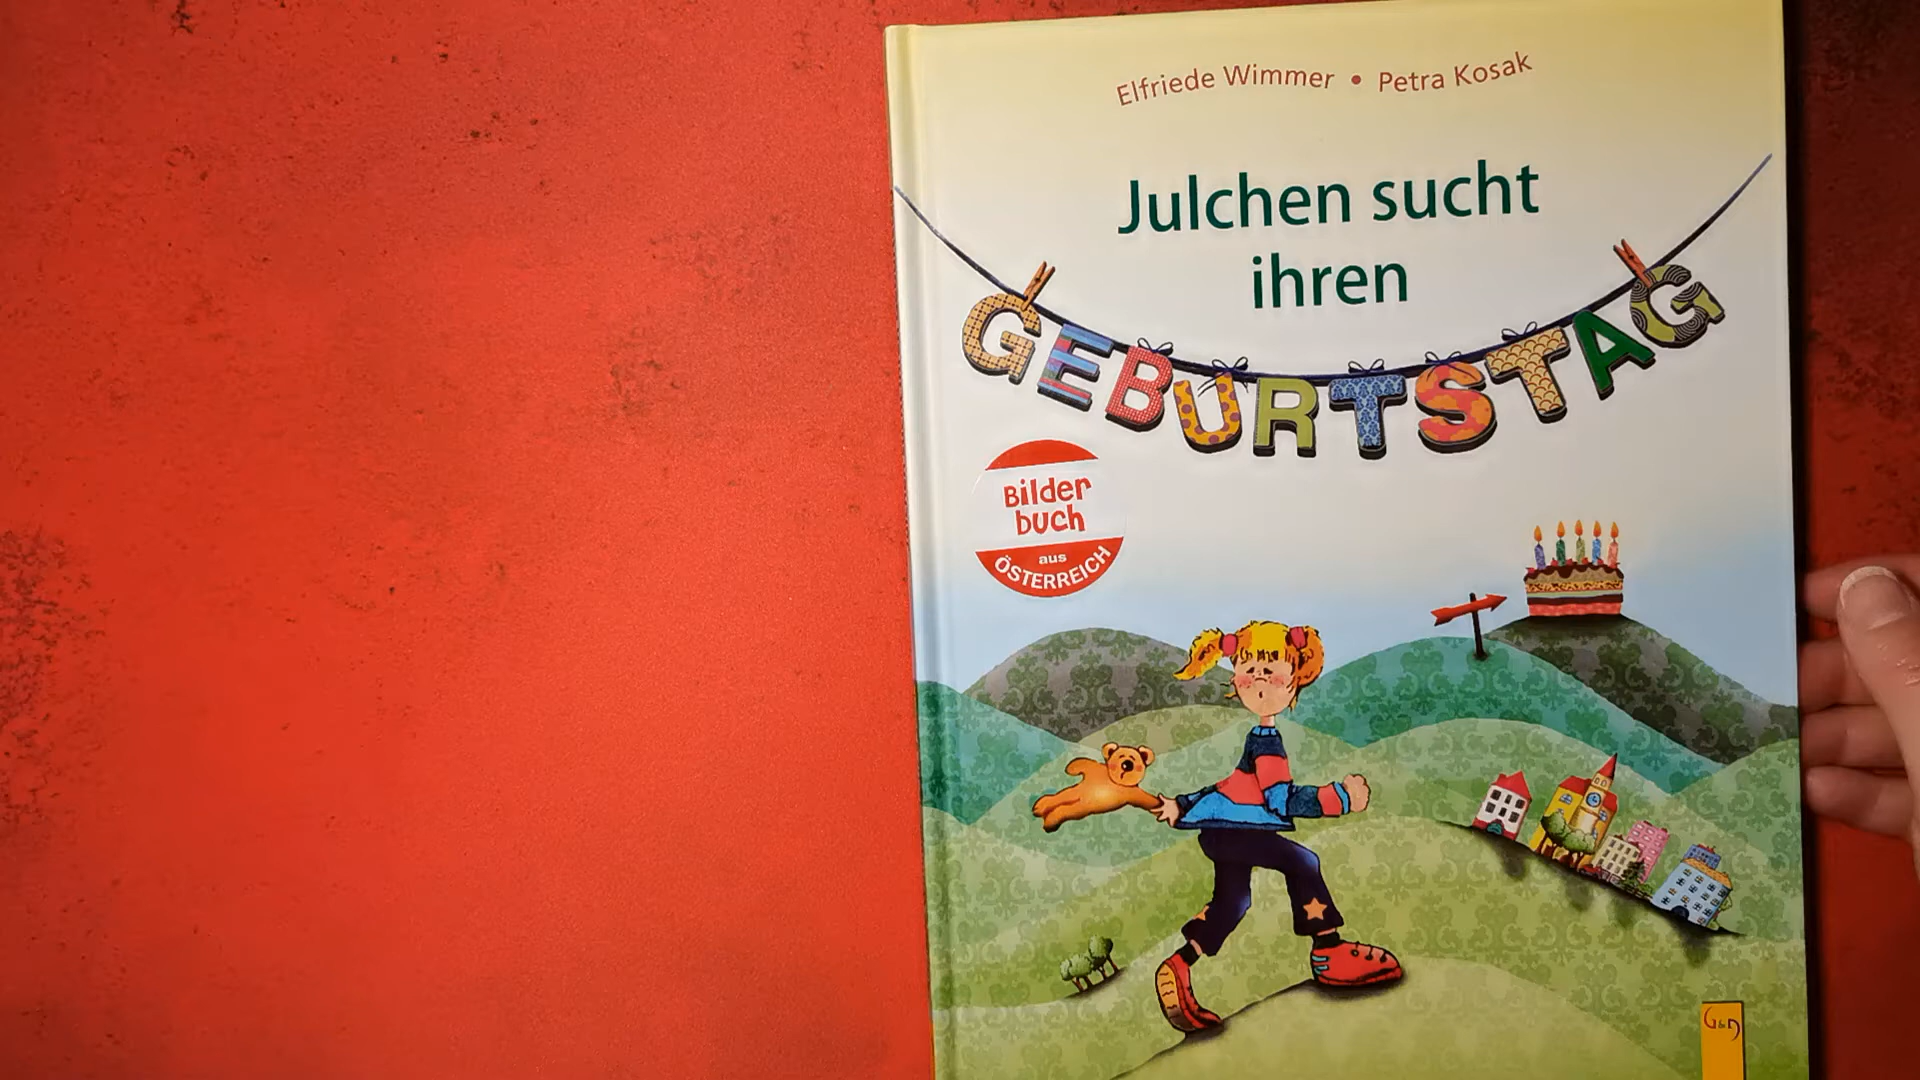 Elfriede Wimmer • Petra Kosak
Julchen sucht
ihren
GEBURTSTAG
Bilder
buch
aus
ÖSTERREICH
G&G